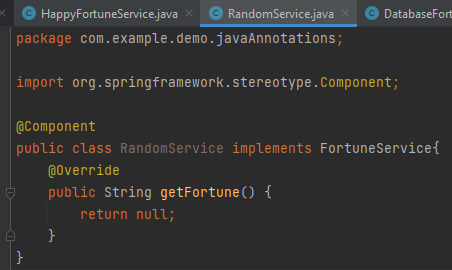 HappyFortuneService.java × RandomService.java × DatabaseFort
package com.example.demo.javaAnnotations;
import org.springframework.stereotype.Component;
@Component
public class RandomService implements FortuneService{
@Override
public String getFortune() {
return null;
}
}